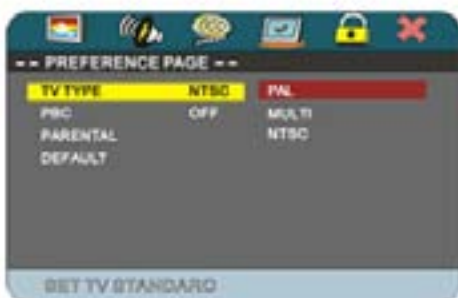 -- PREFERENCE PAGE --
TV TYPE NTSC PAL
PBC OFF MULTI
PARENTAL NTSC
DEFAULT
SET TV STANDARD